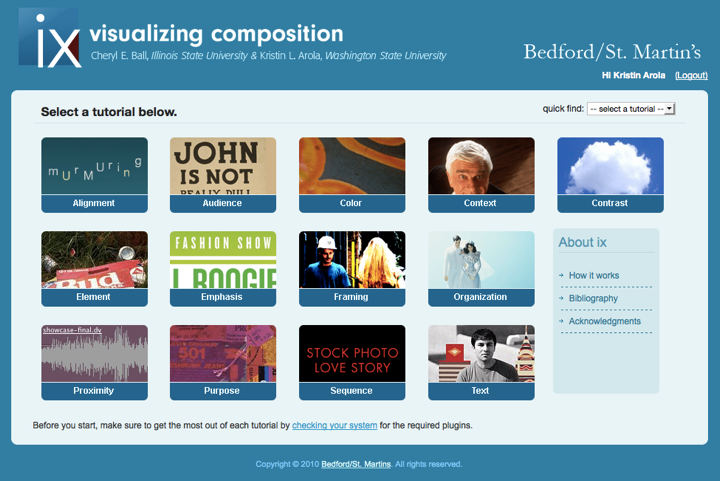 ix visualizing composition
Cheryl E. Ball, Illinois State University & Kristin L. Arola, Washington State University
Bedford/St. Martin's
Hi Kristin Arola (Logout)
Select a tutorial below.
quick find: -- select a tutorial --
murMuring
JOHN
IS NOT
REALLY DULL
Alignment
Audience
Color
Context
Contrast
FASHION SHOW
BOOGIE
Element
Emphasis
Framing
Organization
About ix
How it works
Bibliography
Acknowledgments
showcase-final.dv
501
STOCK PHOTO
LOVE STORY
Proximity
Purpose
Sequence
Text
Before you start, make sure to get the most out of each tutorial by checking your system for the required plugins.
Copyright © 2010 Bedford/St. Martins. All rights reserved.